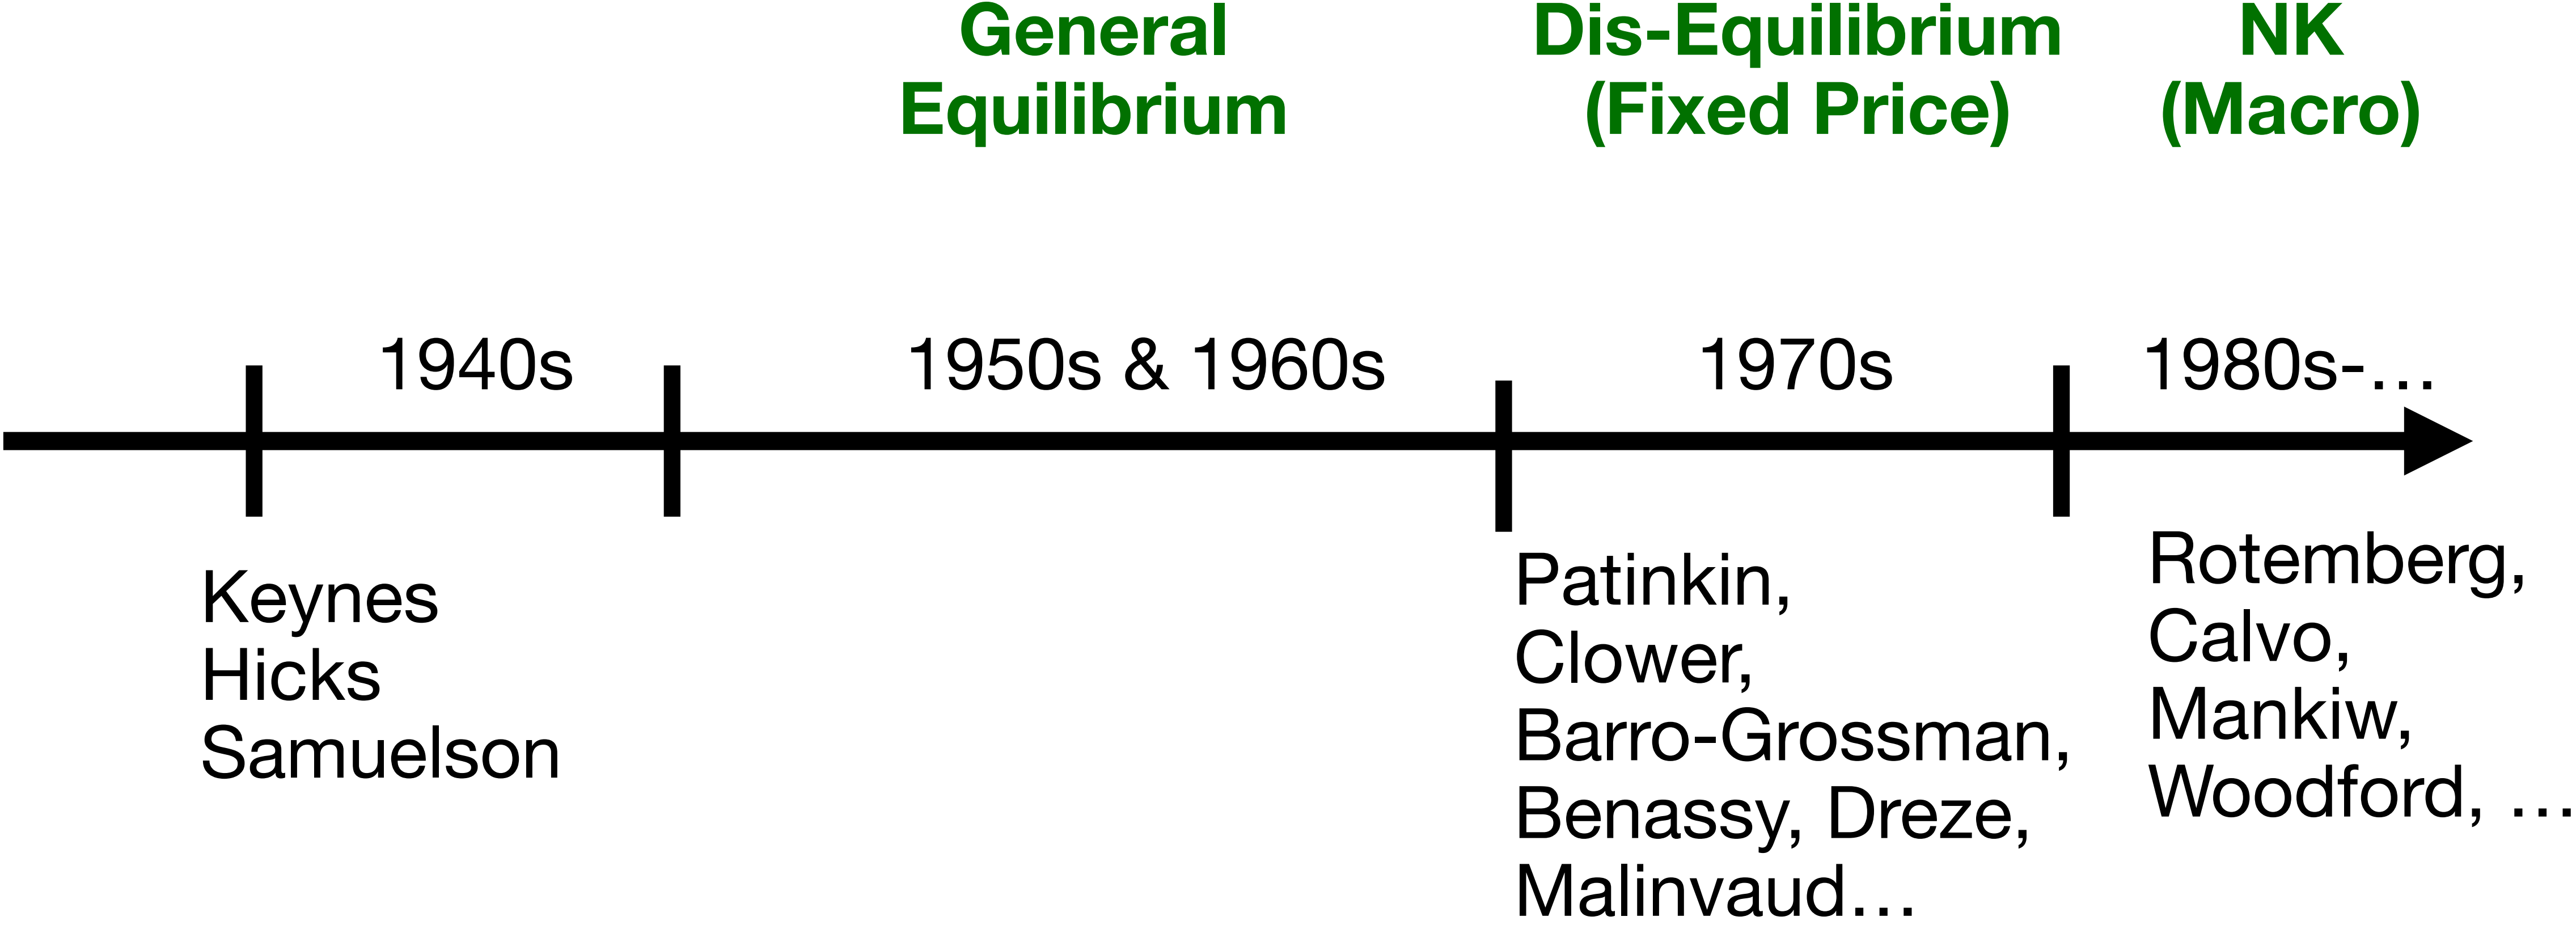 General
Equilibrium
Dis-Equilibrium
(Fixed Price)
NK
(Macro)
1940s
1950s & 1960s
1970s
1980s-…
Keynes
Hicks
Samuelson
Patinkin,
Clower,
Barro-Grossman,
Benassy, Dreze,
Malinvaud…
Rotemberg,
Calvo,
Mankiw,
Woodford, …